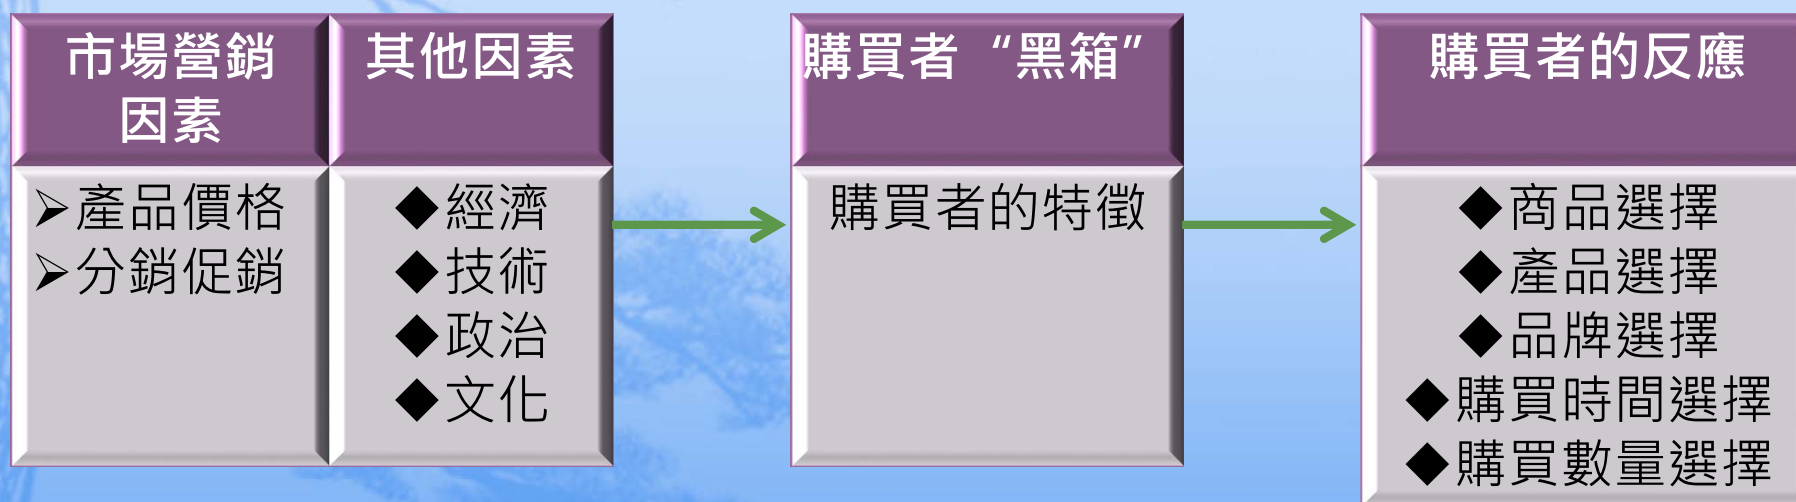 市場營銷
因素
➢產品價格
➢分銷促銷
其他因素
◆經濟
◆技術
◆政治
◆文化
購買者“黑箱”
購買者的特徵
購買者的反應
◆商品選擇
◆產品選擇
◆品牌選擇
◆購買時間選擇
◆購買數量選擇